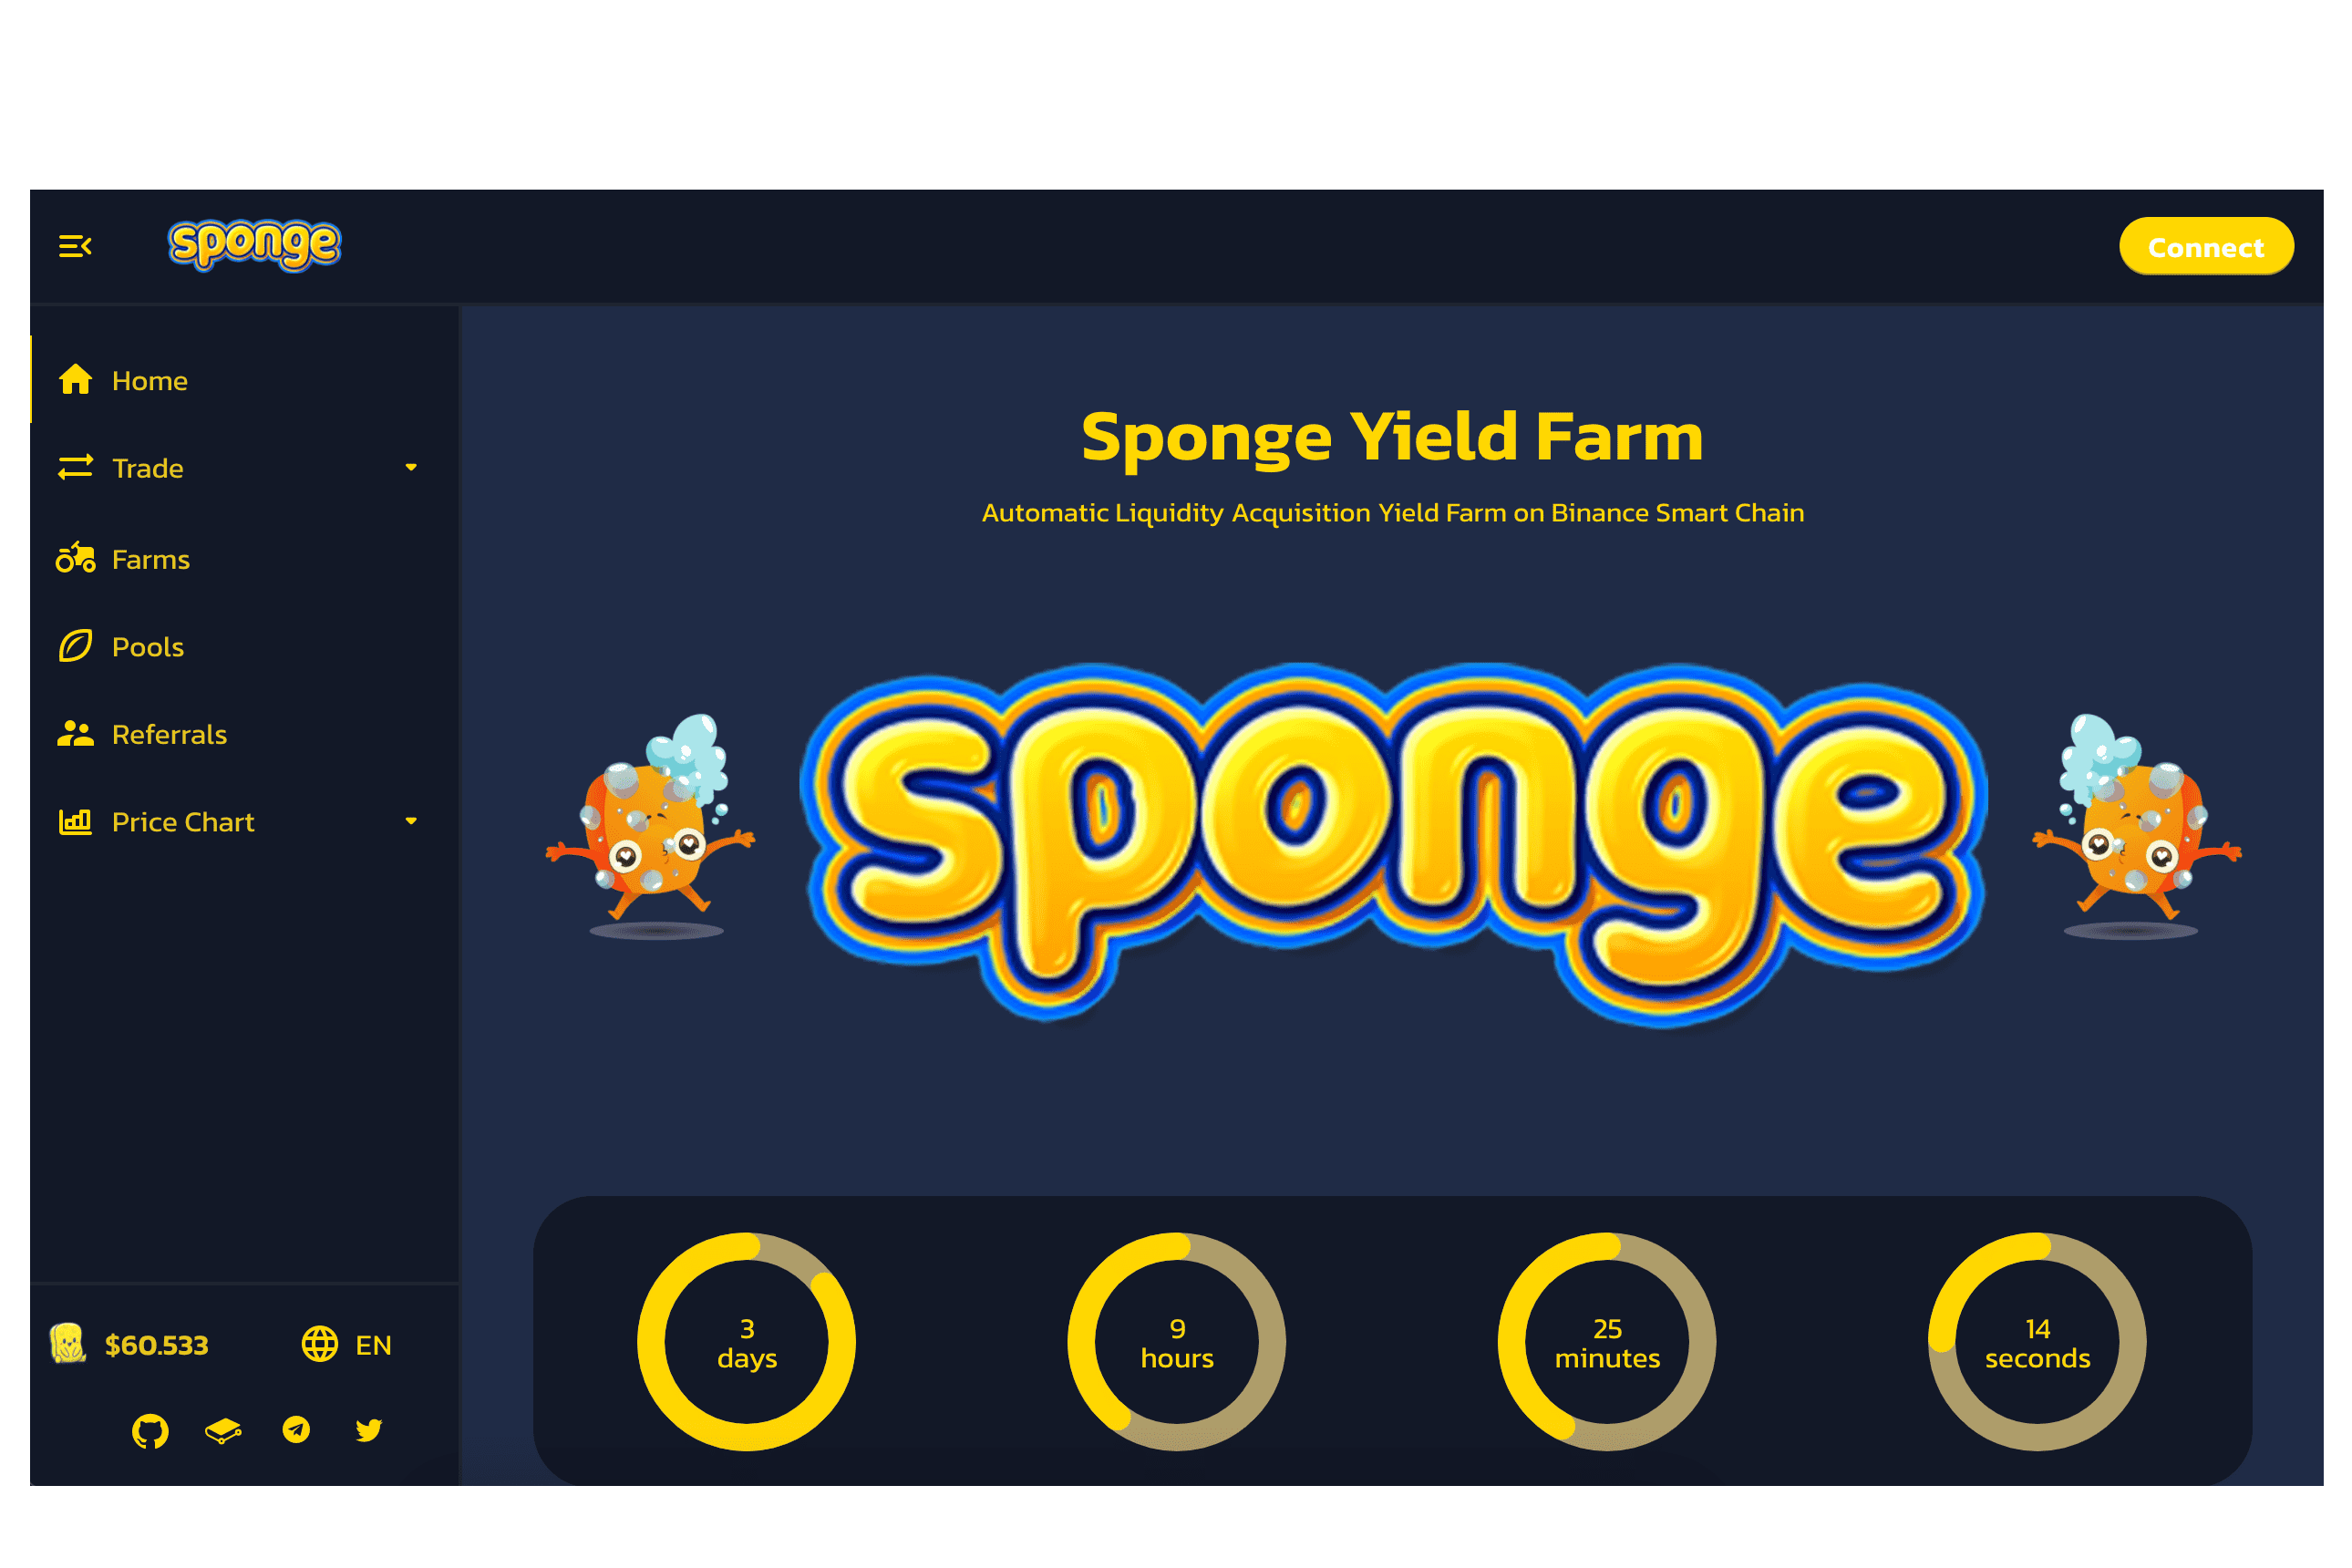 sponge
Connect
Home
Trade
Farms
Pools
Referrals
Price Chart
$60.533
EN
Sponge Yield Farm
Automatic Liquidity Acquisition Yield Farm on Binance Smart Chain
sponge
3
days
9
hours
25
minutes
14
seconds